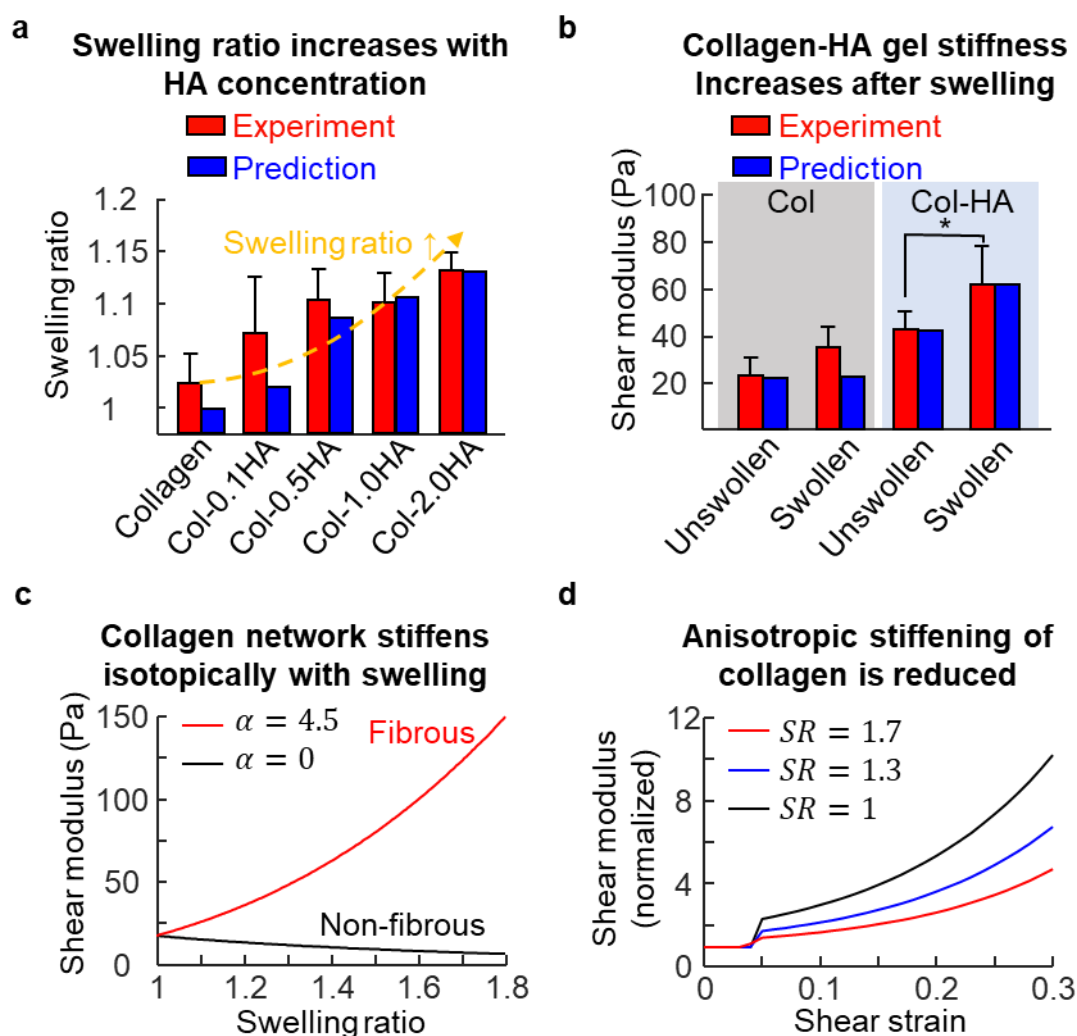 a
Swelling ratio increases with
HA concentration
Experiment
Prediction
Swelling ratio
1.2
1.15
1.1
1.05
1
Swelling ratio ↑
Collagen
Col-0.1HA
Col-0.5HA
Col-1.0HA
Col-2.0HA
b
Collagen-HA gel stiffness
Increases after swelling
Experiment
Prediction
Shear modulus (Pa)
100
80
60
40
20
Col
Col-HA
*
Unswollen
Swollen
Unswollen
Swollen
c
Collagen network stiffens
isotopically with swelling
Shear modulus (Pa)
150
100
50
0
α = 4.5
α = 0
Fibrous
Non-fibrous
1
1.2
1.4
1.6
1.8
Swelling ratio
d
Anisotropic stiffening of
collagen is reduced
Shear modulus
(normalized)
12
8
4
0
SR = 1.7
SR = 1.3
SR = 1
0
0.1
0.2
0.3
Shear strain